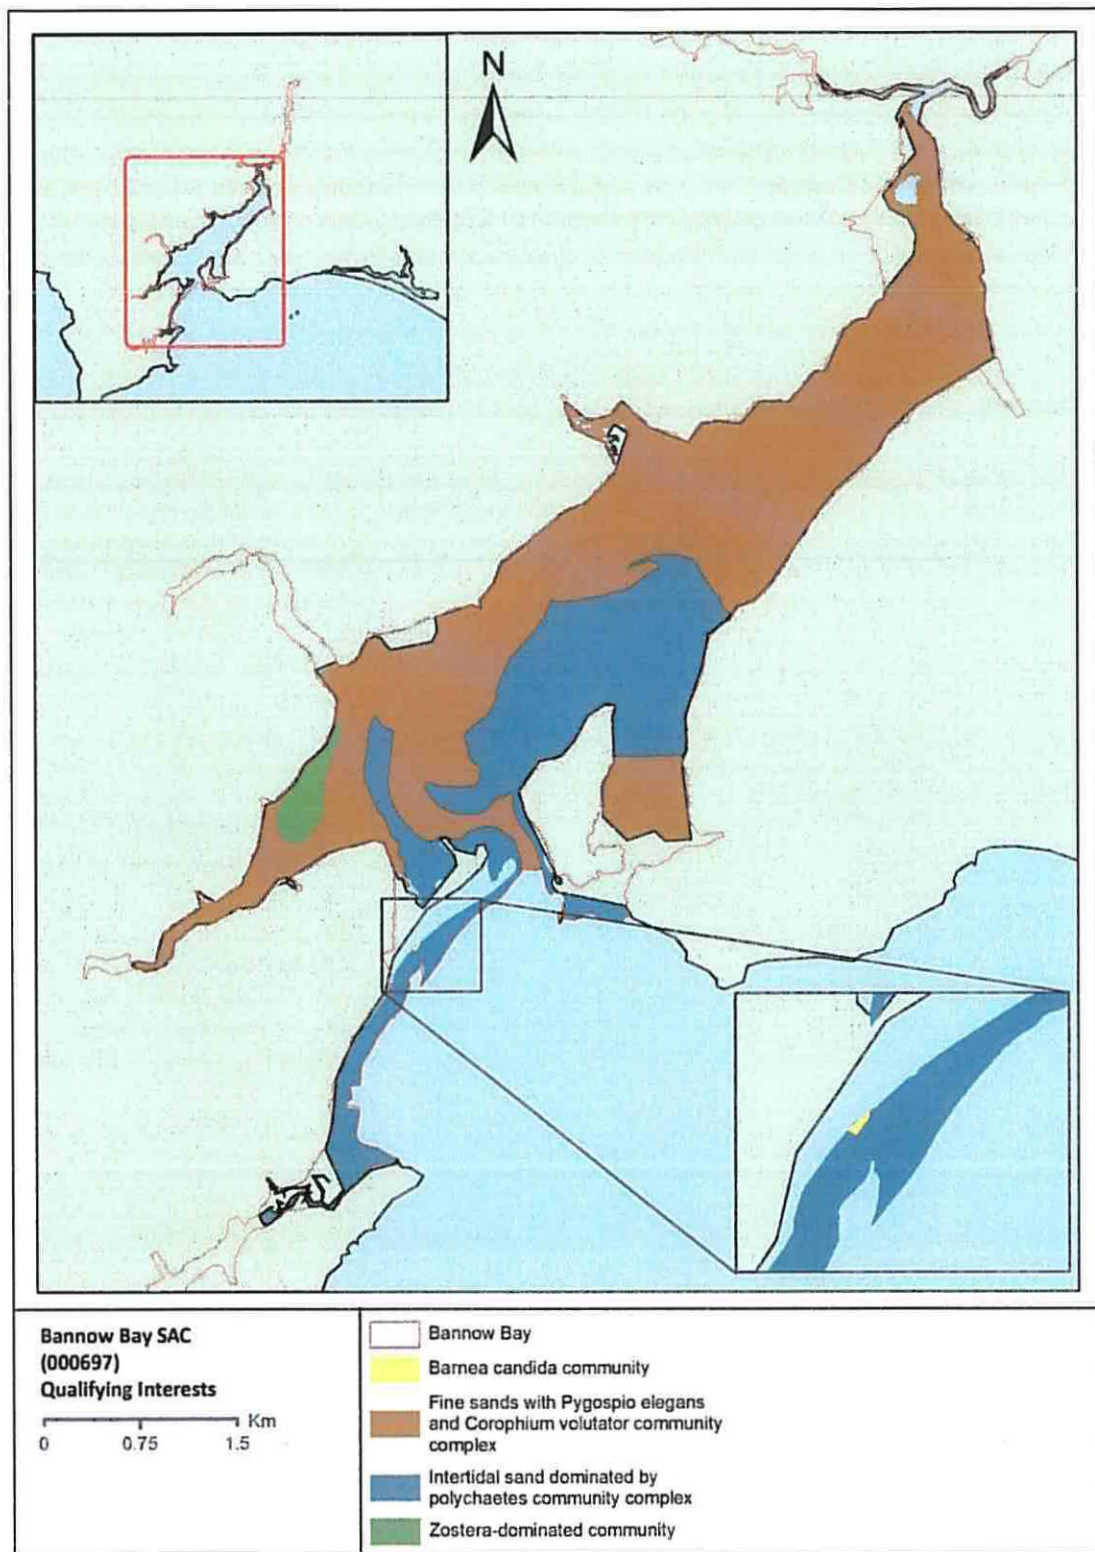 N
Bannow Bay SAC
(000697)
Qualifying Interests
Km
0 0.75 1.5
Bannow Bay
Barnea candida community
Fine sands with Pygospio elegans
and Corophium volutator community
complex
Intertidal sand dominated by
polychaetes community complex
Zostera-dominated community